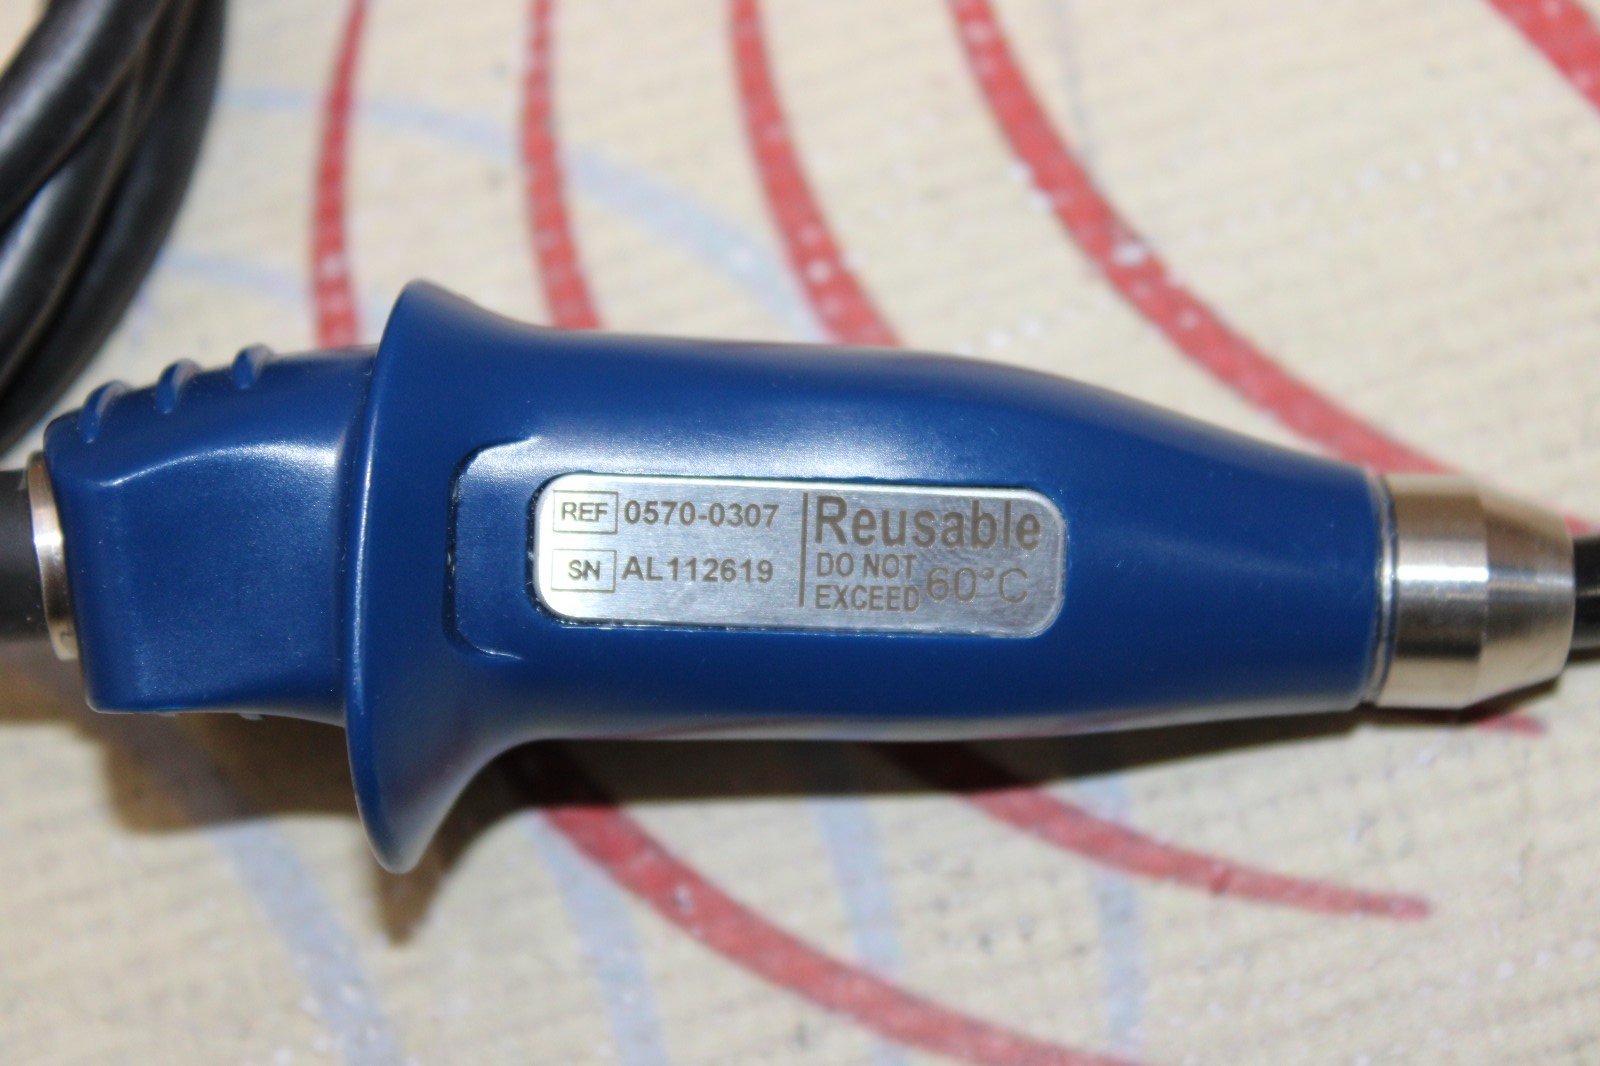 REF 0570-0307
SN AL112619
Reusable
DO NOT
EXCEED 60°C